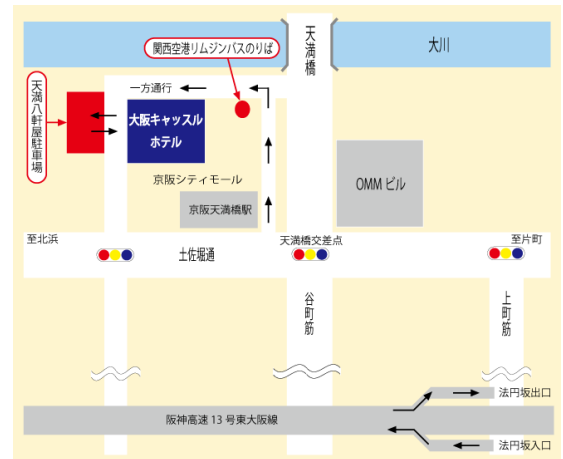 天満橋
大川
関西空港リムジンバスのりば
一方通行
天満八軒屋駐車場
大阪キャッスル
ホテル
京阪シティモール
京阪天満橋駅
OMM ビル
至北浜
土佐堀通
天満橋交差点
至片町
谷町筋
上町筋
法円坂出口
阪神高速 13 号東大阪線
法円坂入口